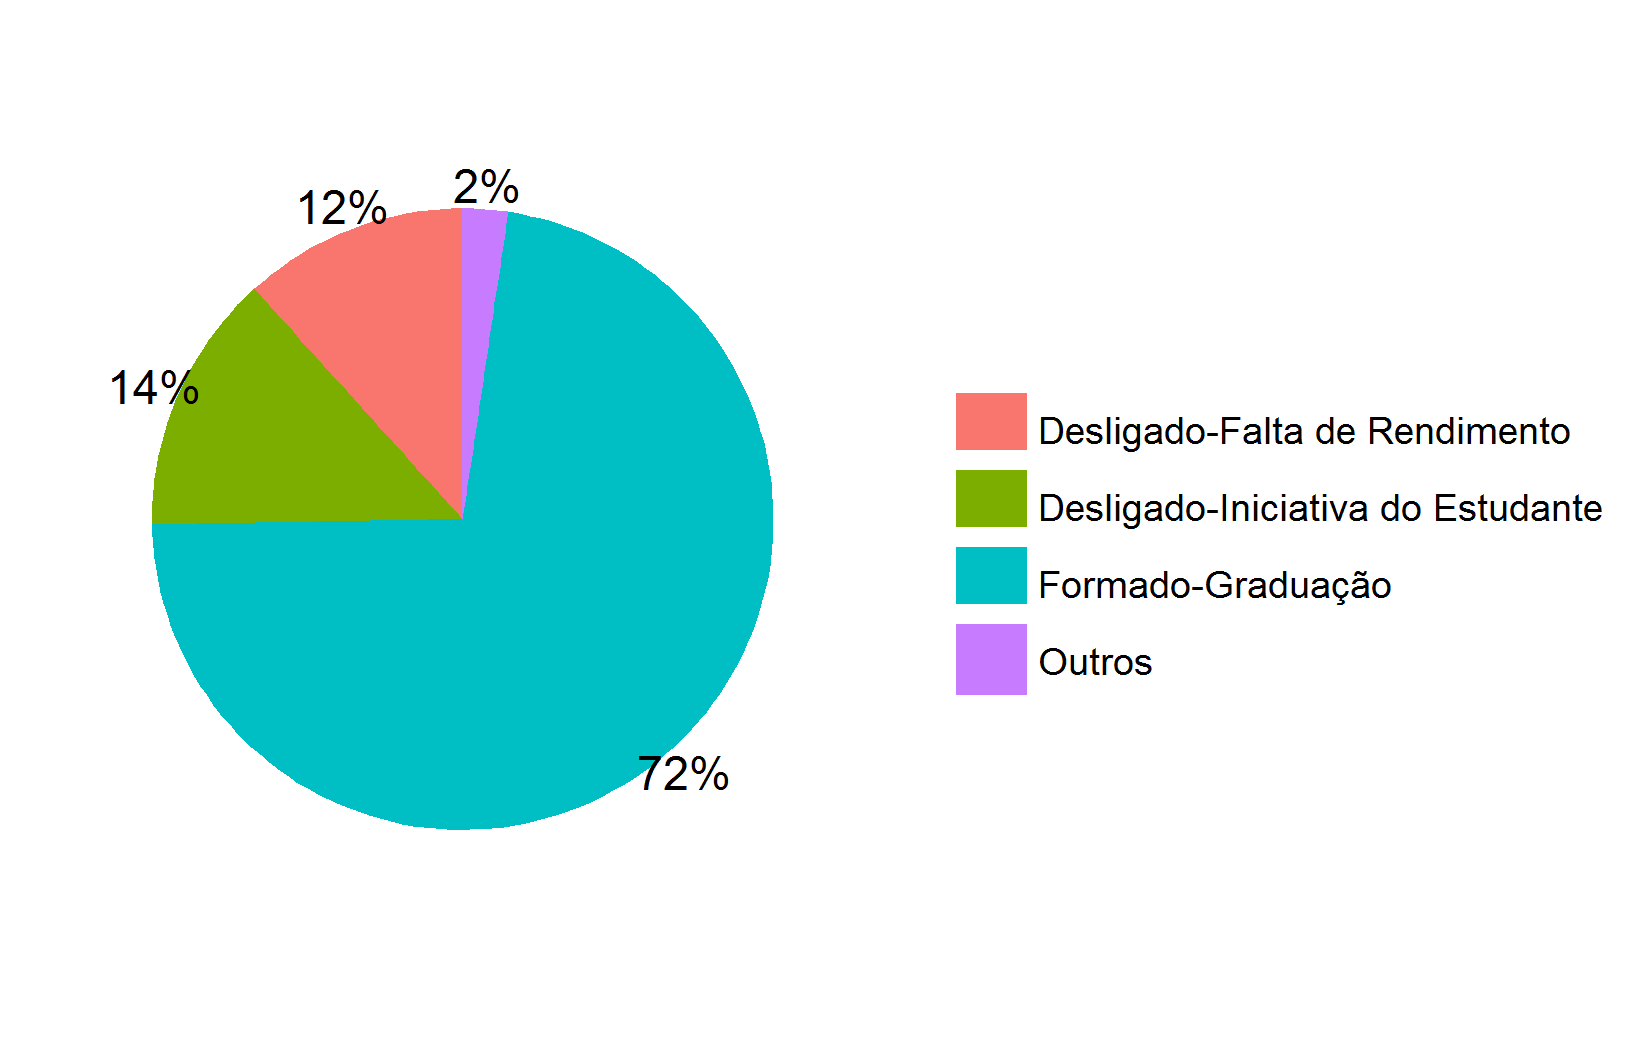 2%
12%
14%
72%
Desligado-Falta de Rendimento
Desligado-Iniciativa do Estudante
Formado-Graduação
Outros